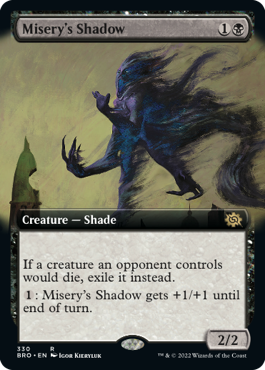 Misery's Shadow 1
Creature — Shade
If a creature an opponent controls
would die, exile it instead.
1 : Misery's Shadow gets +1/+1 until
end of turn.
2/2
330 R
BRO • EN Igor Kieryluk
™ & © 2022 Wizards of the Coast